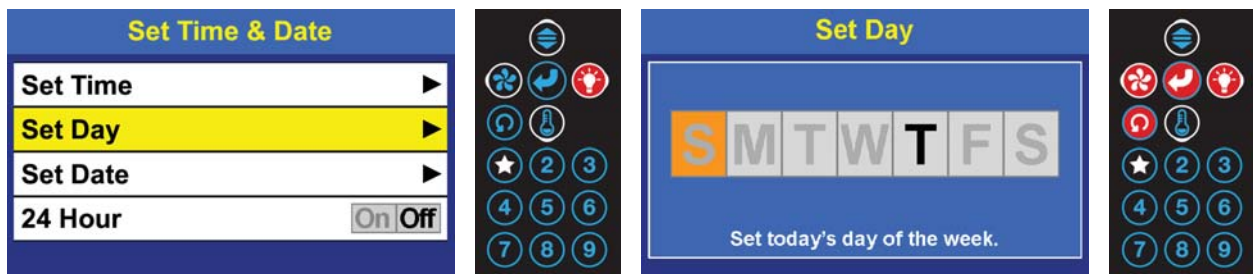 Set Time & Date
Set Time
Set Day
Set Date
24 Hour On Off
2 3
4 5 6
7 8 9
Set Day
S M T W T F S
Set today's day of the week.
2 3
4 5 6
7 8 9